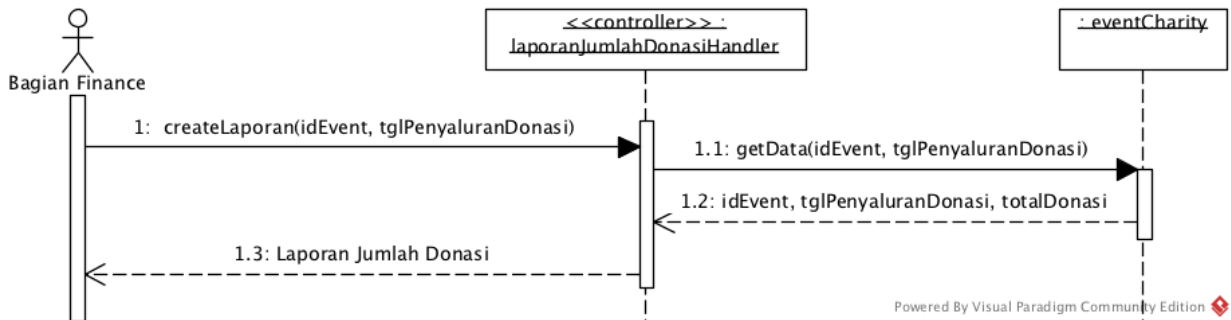 <<controller>> :
laporanJumlahDonasiHandler
: eventCharity
Bagian Finance
1: createLaporan(idEvent, tglPenyaluranDonasi)
1.1: getData(idEvent, tglPenyaluranDonasi)
1.2: idEvent, tglPenyaluranDonasi, totalDonasi
1.3: Laporan Jumlah Donasi
Powered By Visual Paradigm Community Edition